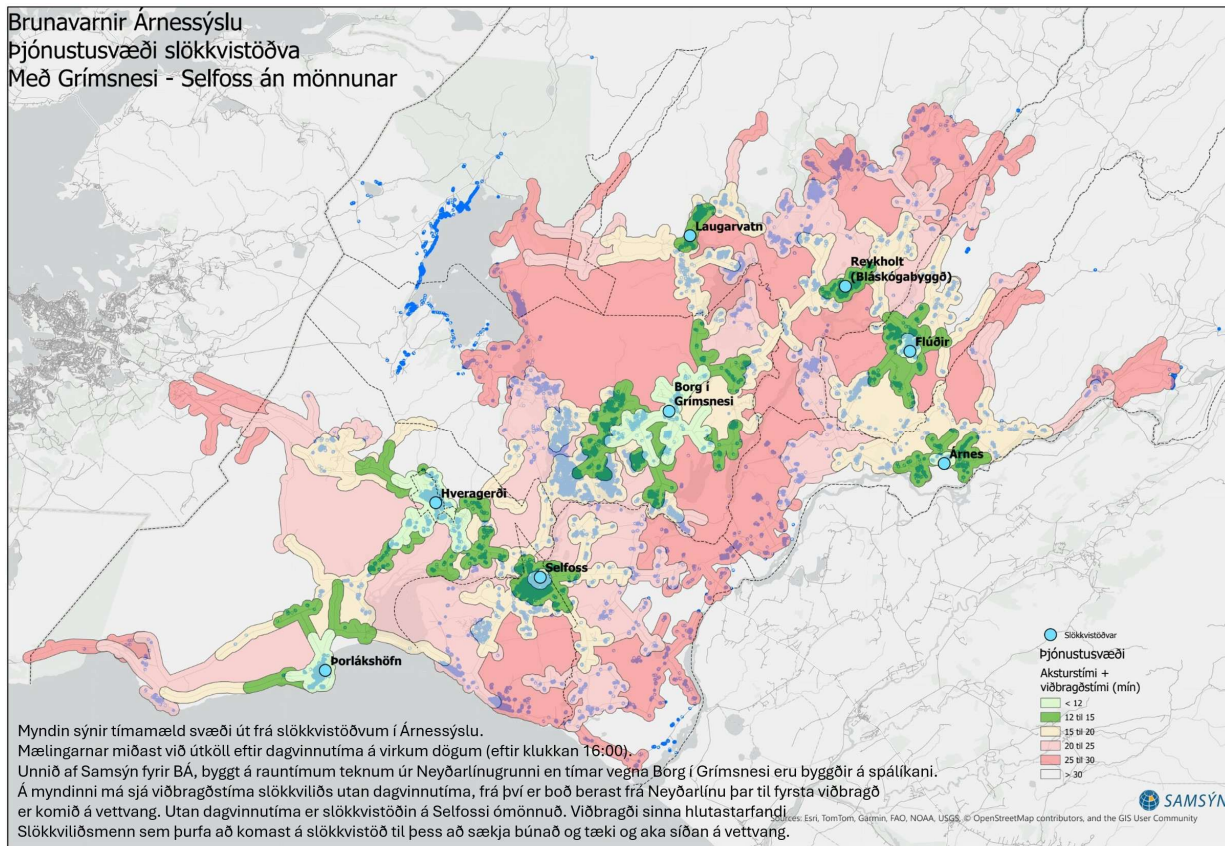 Brunavarnir Árnessýslu
Þjónustusvæði slökkvistöðva
Með Grímsnesi - Selfoss án mönnunar
Laugarvatn
Reykholt
(Bláskógabyggð)
Flúðir
Borg í
Grímsnesi
Árnes
Hveragerði
Selfoss
Þorlákshöfn
Slökkvistöðvar
Þjónustusvæði
Aksturstími +
viðbragðstími (mín)
< 12
12 til 15
15 til 20
20 til 25
25 til 30
> 30
Myndin sýnir tímamæld svæði út frá slökkvistöðvum í Árnessýslu.
Mælingarnar miðast við útköll eftir dagvinnutíma á virkum dögum (eftir klukkan 16:00).
Unnið af Samsýn fyrir BÁ, byggt á rauntímum teknum úr Neyðarlínugrunni en tímar vegna Borg í Grímsnesi eru byggðir á spálíkani.
Á myndinni má sjá viðbragðstíma slökkviliðs utan dagvinnutíma, frá því er boð berast frá Neyðarlínu þar til fyrsta viðbragð
er komið á vettvang. Utan dagvinnutíma er slökkvistöðin á Selfossi ómönnuð. Viðbragði sinna hlutastarfandi
Slökkviliðsmenn sem þurfa að komast á slökkvistöð til þess að sækja búnað og tæki og aka síðan á vettvang.
SAMSÝN
Sources: Esri, TomTom, Garmin, FAO, NOAA, USGS, © OpenStreetMap contributors, and the GIS User Community